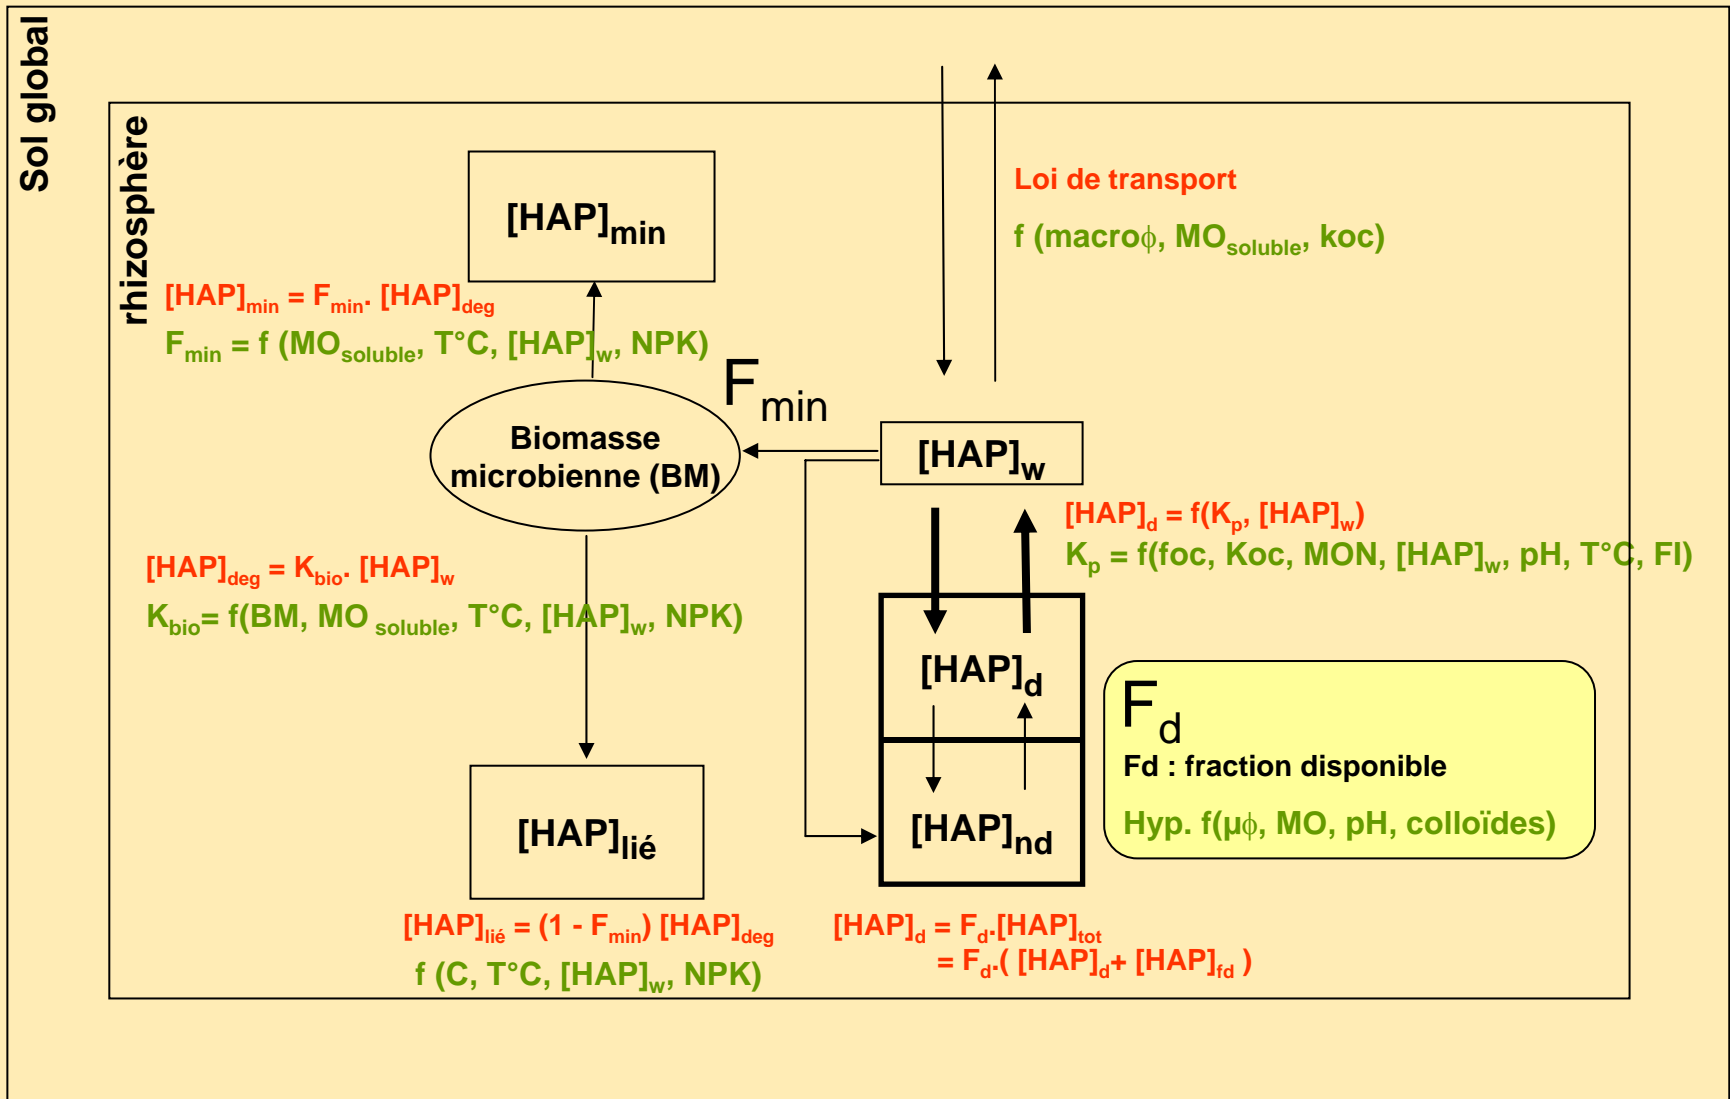 Sol global
rhizosphère
[HAP]min
Loi de transport
f (macroϕ, MOsoluble, koc)
[HAP]min = Fmin. [HAP]deg
Fmin = f (MOsoluble, T°C, [HAP]w, NPK)
Fmin
Biomasse
microbienne (BM)
[HAP]w
[HAP]d = f(Kp, [HAP]w)
Kp = f(foc, Koc, MON, [HAP]w, pH, T°C, FI)
[HAP]deg = Kbio. [HAP]w
Kbio= f(BM, MO soluble, T°C, [HAP]w, NPK)
[HAP]d
Fd
Fd : fraction disponible
Hyp. f(µϕ, MO, pH, colloïdes)
[HAP]lié
[HAP]nd
[HAP]lié = (1 - Fmin) [HAP]deg
f (C, T°C, [HAP]w, NPK)
[HAP]d = Fd.[HAP]tot
= Fd.( [HAP]d+ [HAP]fd )